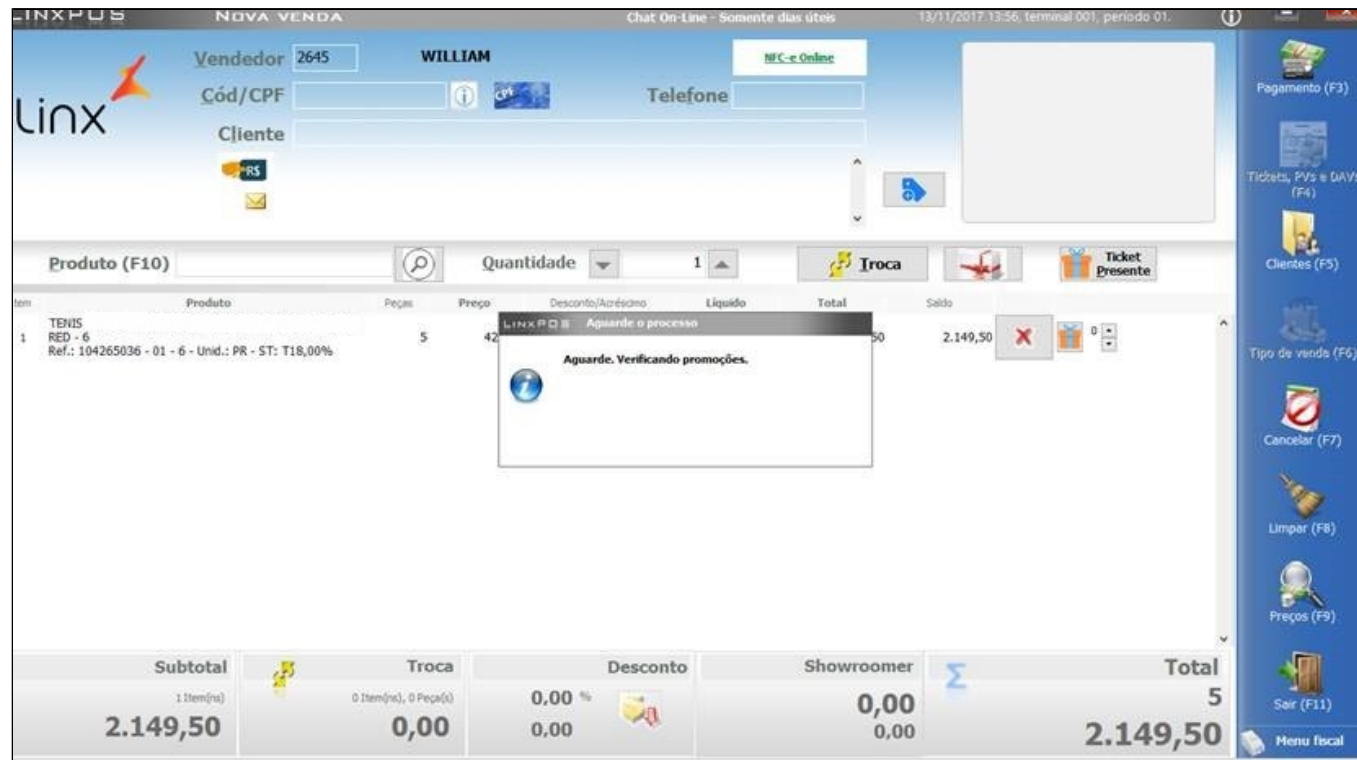 LINXPOS NOVA VENDA Chat On-Line - Somente dias úteis 13/11/2017 13:56, terminal 001, período 01.
Linx
Vendedor 2645 WILLIAM NFC-e Online
Cód/CPF CPF Telefone
Cliente
R$
Produto (F10) Quantidade 1 Troca Ticket Presente
Item Produto Peças Preço Desconto/Acréscimo Líquido Total Saldo
TENIS
1 RED - 6 5 42 50 2.149,50 0
Ref.: 104265036 - 01 - 6 - Unid.: PR - ST: T18,00%
LINXPOS Aguarde o processo
Aguarde. Verificando promoções.
Subtotal Troca Desconto Showroomer Total
1 Item(ns) 0 Item(ns), 0 Peça(s) 0,00 % 0,00 5
2.149,50 0,00 0,00 0,00 2.149,50
Pagamento (F3)
Tickets, PVs e DAVs
(F4)
Clientes (F5)
Tipo de venda (F6)
Cancelar (F7)
Limpar (F8)
Preços (F9)
Sair (F11)
Menu fiscal